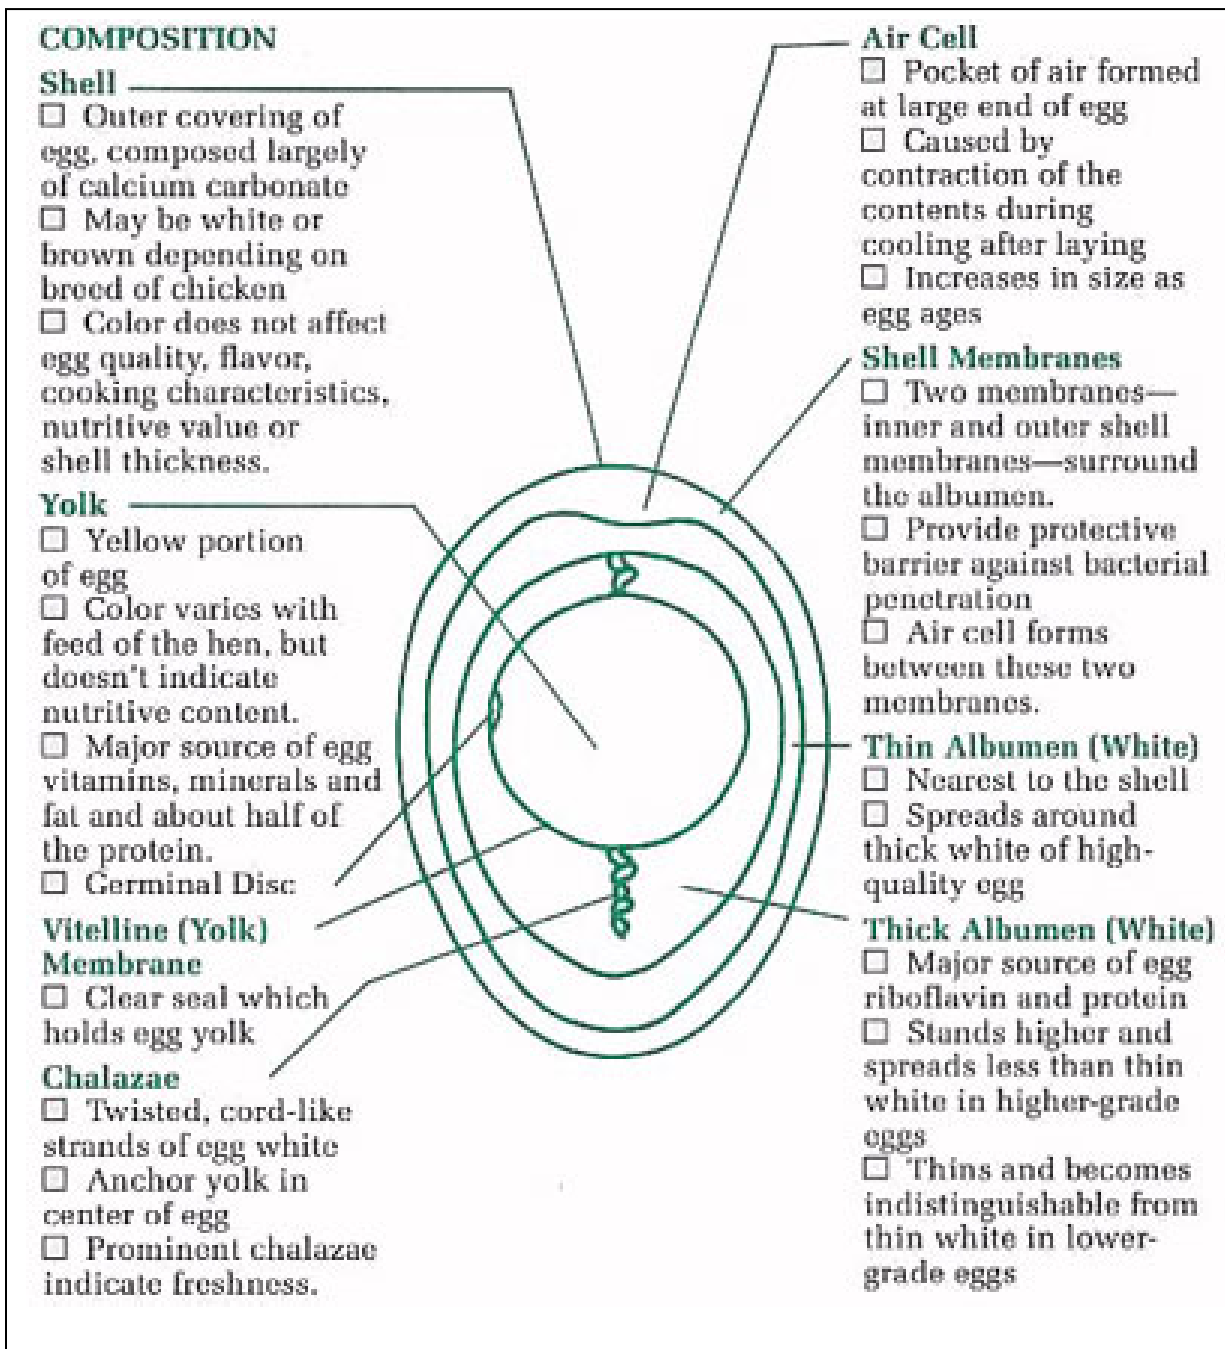 COMPOSITION
Shell
☐ Outer covering of
egg, composed largely
of calcium carbonate
☐ May be white or
brown depending on
breed of chicken
☐ Color does not affect
egg quality, flavor,
cooking characteristics,
nutritive value or
shell thickness.
Yolk
☐ Yellow portion
of egg
☐ Color varies with
feed of the hen, but
doesn't indicate
nutritive content.
☐ Major source of egg
vitamins, minerals and
fat and about half of
the protein.
☐ Germinal Disc
Vitelline (Yolk)
Membrane
☐ Clear seal which
holds egg yolk
Chalazae
☐ Twisted, cord-like
strands of egg white
☐ Anchor yolk in
center of egg
☐ Prominent chalazae
indicate freshness.
Air Cell
☐ Pocket of air formed
at large end of egg
☐ Caused by
contraction of the
contents during
cooling after laying
☐ Increases in size as
egg ages
Shell Membranes
☐ Two membranes—
inner and outer shell
membranes—surround
the albumen.
☐ Provide protective
barrier against bacterial
penetration
☐ Air cell forms
between these two
membranes.
Thin Albumen (White)
☐ Nearest to the shell
☐ Spreads around
thick white of high-
quality egg
Thick Albumen (White)
☐ Major source of egg
riboflavin and protein
☐ Stands higher and
spreads less than thin
white in higher-grade
eggs
☐ Thins and becomes
indistinguishable from
thin white in lower-
grade eggs